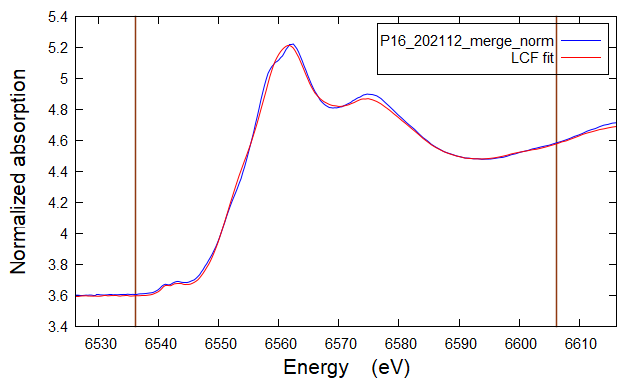 5.4
5.2
5
4.8
4.6
4.4
4.2
4
3.8
3.6
3.4
Normalized absorption
P16_202112_merge_norm
LCF fit
6530 6540 6550 6560 6570 6580 6590 6600 6610
Energy (eV)